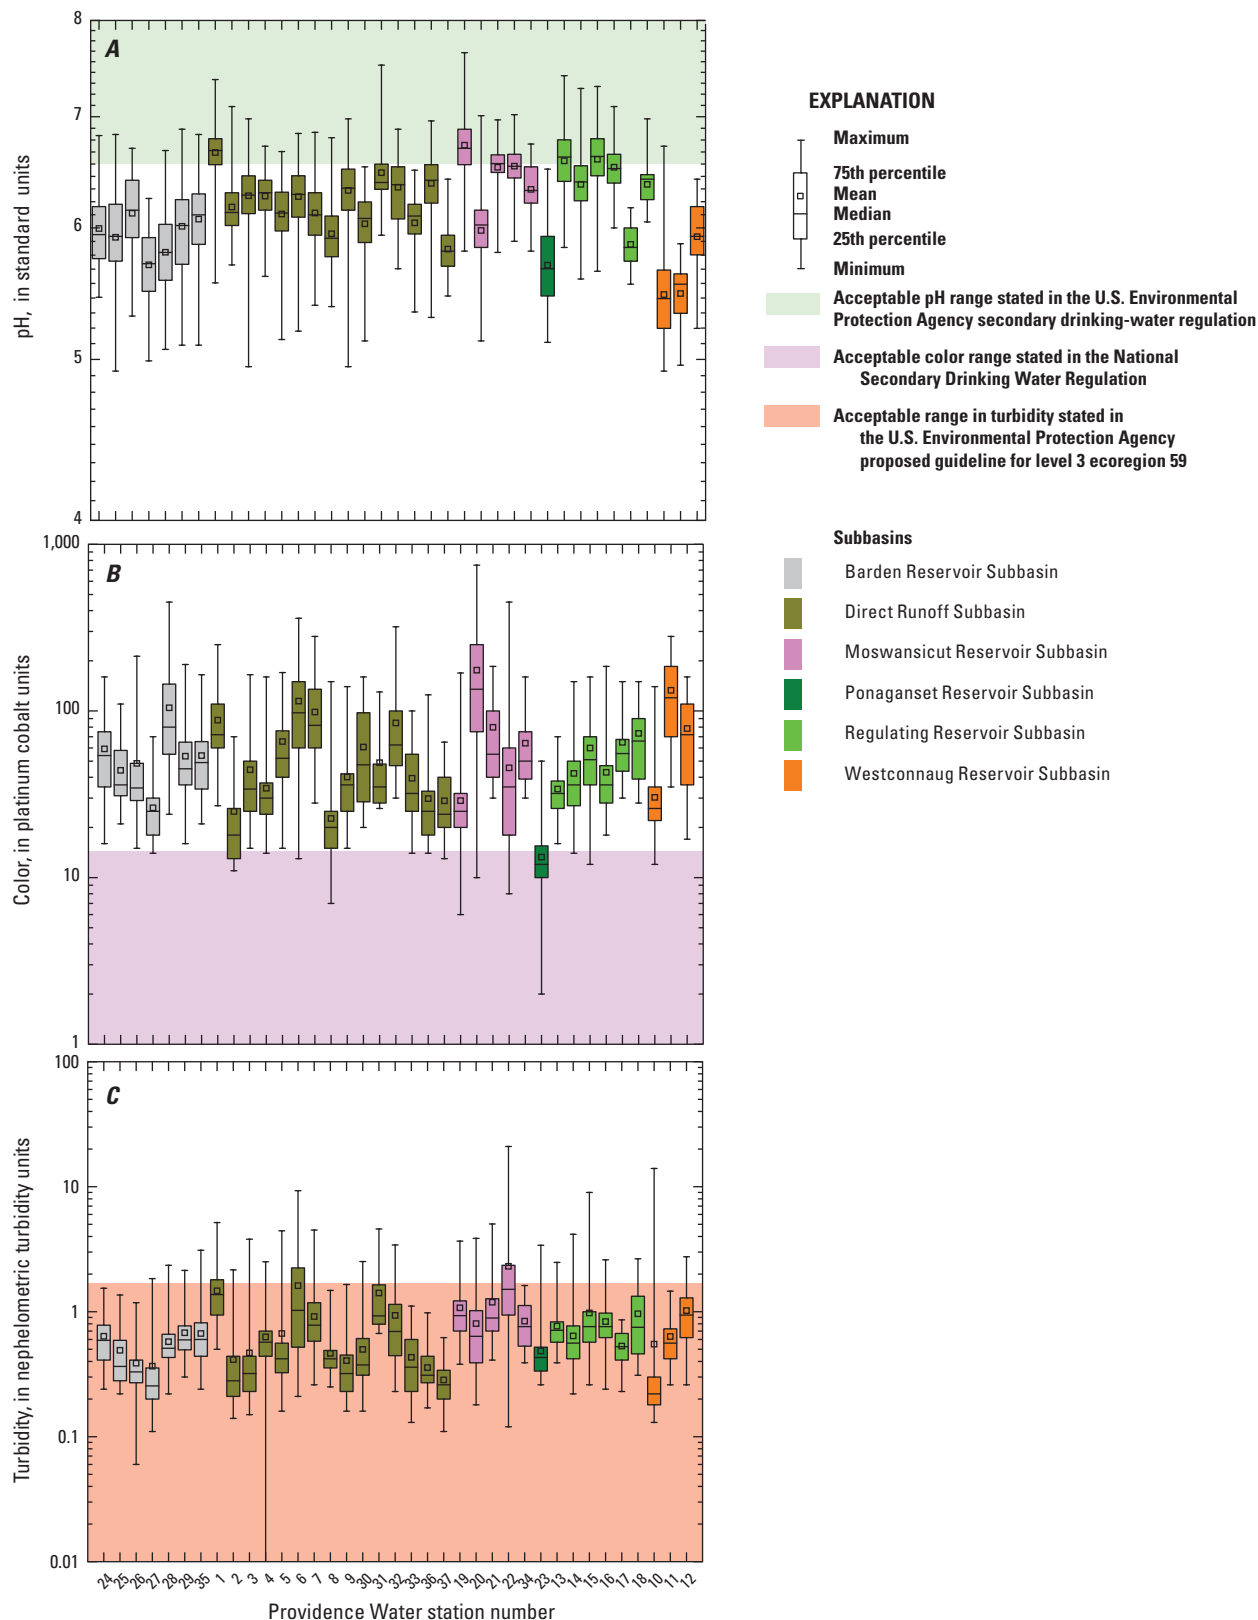 A
8
7
6
5
4
pH, in standard units
B
1,000
100
10
1
Color, in platinum cobalt units
C
100
10
1
0.1
0.01
Turbidity, in nephelometric turbidity units
24 25 26 27 28 29 35 1 2 3 4 5 6 7 8 9 30 31 32 33 36 37 19 20 21 22 34 23 13 14 15 16 17 18 10 11 12
Providence Water station number
EXPLANATION
Maximum
75th percentile
Mean
Median
25th percentile
Minimum
Acceptable pH range stated in the U.S. Environmental
Protection Agency secondary drinking-water regulation
Acceptable color range stated in the National
Secondary Drinking Water Regulation
Acceptable range in turbidity stated in
the U.S. Environmental Protection Agency
proposed guideline for level 3 ecoregion 59
Subbasins
Barden Reservoir Subbasin
Direct Runoff Subbasin
Moswansicut Reservoir Subbasin
Ponaganset Reservoir Subbasin
Regulating Reservoir Subbasin
Westconnaug Reservoir Subbasin